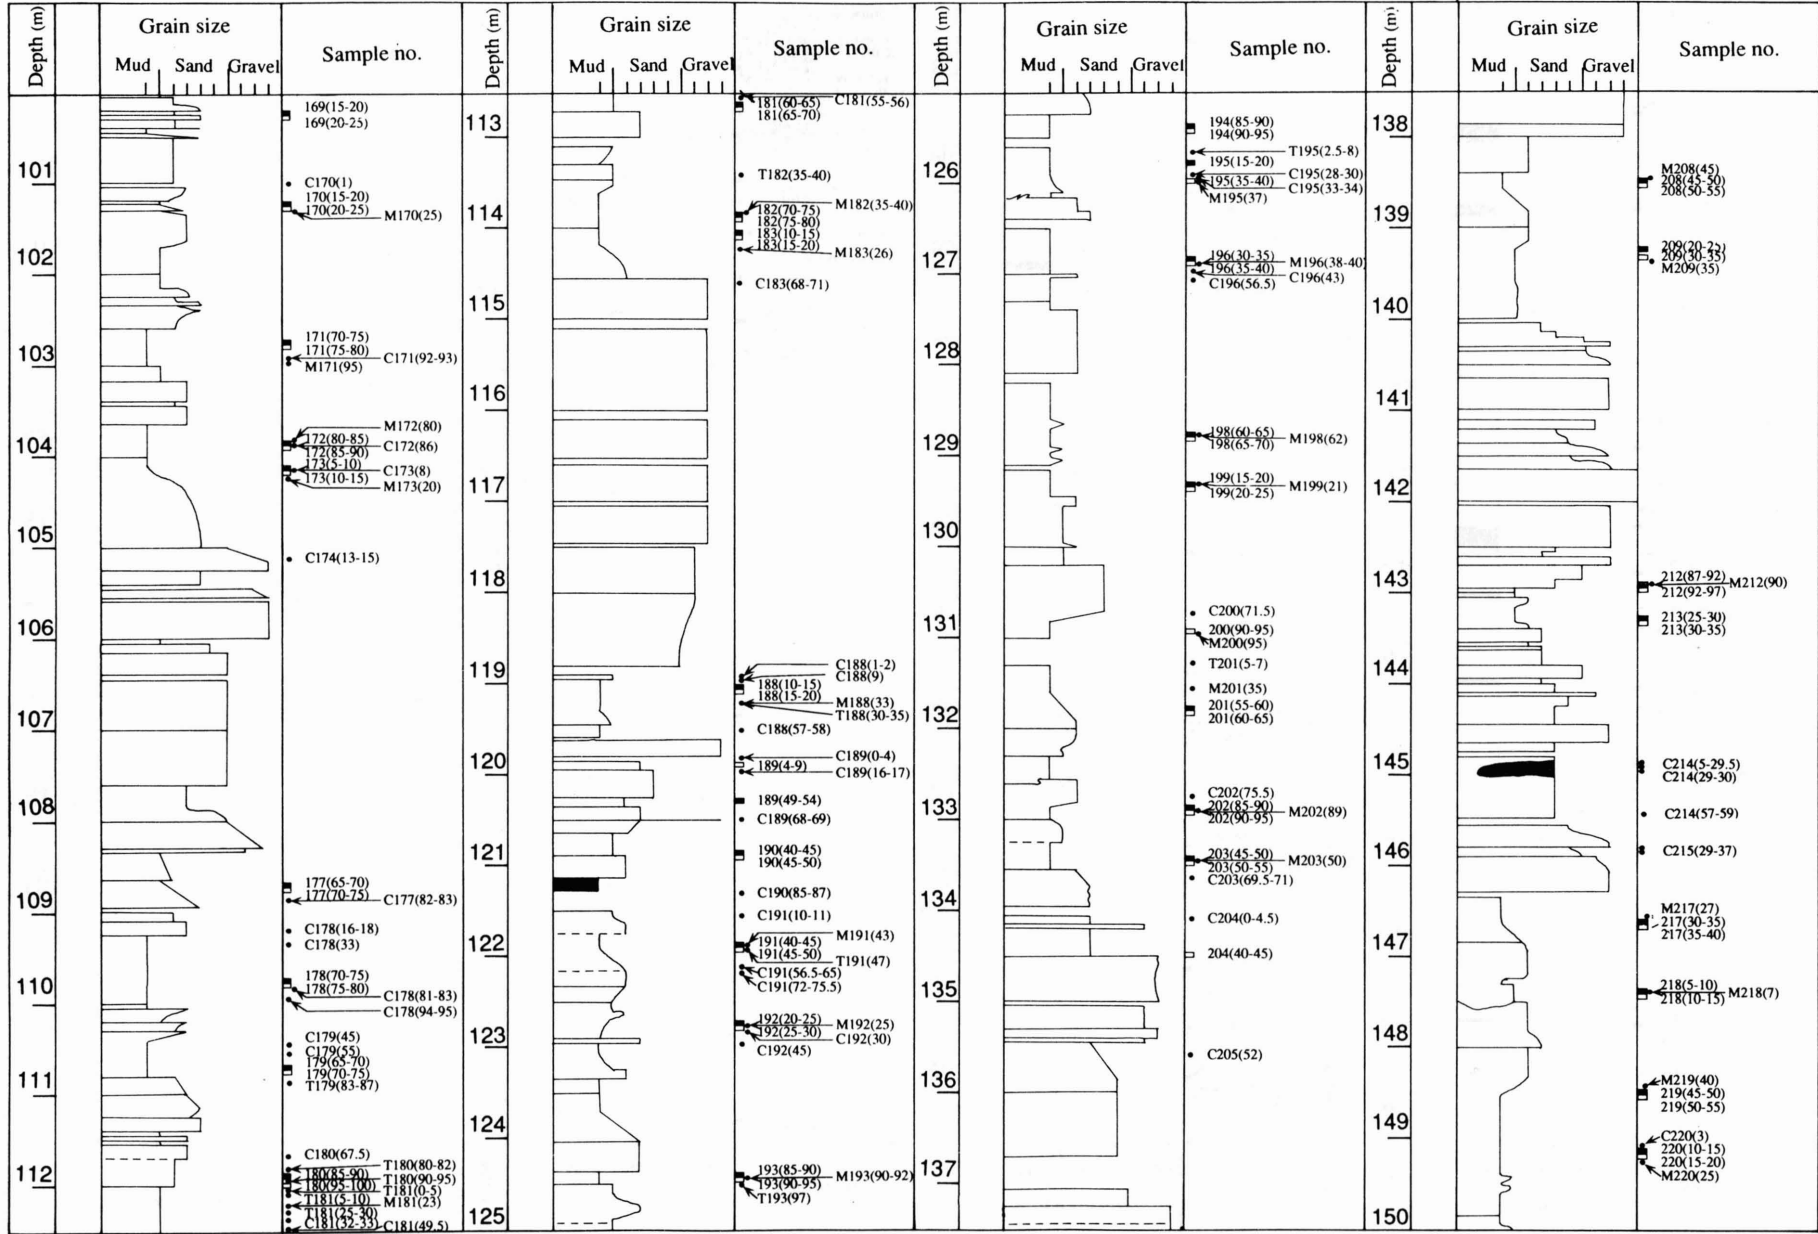 Depth (m)
Grain size
Mud Sand Gravel
Sample no.
101
102
103
104
105
106
107
108
109
110
111
112
169(15-20)
169(20-25)
C170(1)
170(15-20)
170(20-25)
M170(25)
171(70-75)
171(75-80)
C171(92-93)
M171(95)
M172(80)
172(80-85)
C172(86)
172(85-90)
173(5-10)
C173(8)
173(10-15)
M173(20)
C174(13-15)
177(65-70)
177(70-75)
C177(82-83)
C178(16-18)
C178(33)
178(70-75)
178(75-80)
C178(81-83)
C178(94-95)
C179(45)
C179(55)
179(65-70)
179(70-75)
T179(83-87)
C180(67.5)
T180(80-82)
180(85-90)
T180(90-95)
180(95-100)
T181(0-5)
T181(5-10)
M181(23)
T181(25-30)
C181(32-33)
C181(49.5)
Depth (m)
Grain size
Mud Sand Gravel
Sample no.
113
114
115
116
117
118
119
120
121
122
123
124
125
C181(55-56)
181(60-65)
181(65-70)
T182(35-40)
M182(35-40)
182(70-75)
182(75-80)
183(10-15)
183(15-20)
M183(26)
C183(68-71)
C188(1-2)
C188(9)
188(10-15)
188(15-20)
M188(33)
T188(30-35)
C188(57-58)
C189(0-4)
189(4-9)
C189(16-17)
189(49-54)
C189(68-69)
190(40-45)
190(45-50)
C190(85-87)
C191(10-11)
M191(43)
191(40-45)
191(45-50)
T191(47)
C191(56.5-65)
C191(72-75.5)
192(20-25)
M192(25)
192(25-30)
C192(30)
C192(45)
193(85-90)
M193(90-92)
193(90-95)
T193(97)
Depth (m)
Grain size
Mud Sand Gravel
Sample no.
126
127
128
129
130
131
132
133
134
135
136
137
194(85-90)
194(90-95)
T195(2.5-8)
195(15-20)
C195(28-30)
195(35-40)
C195(33-34)
M195(37)
196(30-35)
M196(38-40)
196(35-40)
C196(43)
C196(56.5)
198(60-65)
M198(62)
198(65-70)
199(15-20)
M199(21)
199(20-25)
C200(71.5)
200(90-95)
M200(95)
T201(5-7)
M201(35)
201(55-60)
201(60-65)
C202(75.5)
202(85-90)
M202(89)
202(90-95)
203(45-50)
M203(50)
203(50-55)
C203(69.5-71)
C204(0-4.5)
204(40-45)
C205(52)
Depth (m)
Grain size
Mud Sand Gravel
Sample no.
138
139
140
141
142
143
144
145
146
147
148
149
150
M208(45)
208(45-50)
208(50-55)
209(20-25)
209(30-35)
M209(35)
212(87-92)
M212(90)
212(92-97)
213(25-30)
213(30-35)
C214(5-29.5)
C214(29-30)
C214(57-59)
C215(29-37)
M217(27)
217(30-35)
217(35-40)
218(5-10)
M218(7)
218(10-15)
M219(40)
219(45-50)
219(50-55)
C220(3)
220(10-15)
220(15-20)
M220(25)